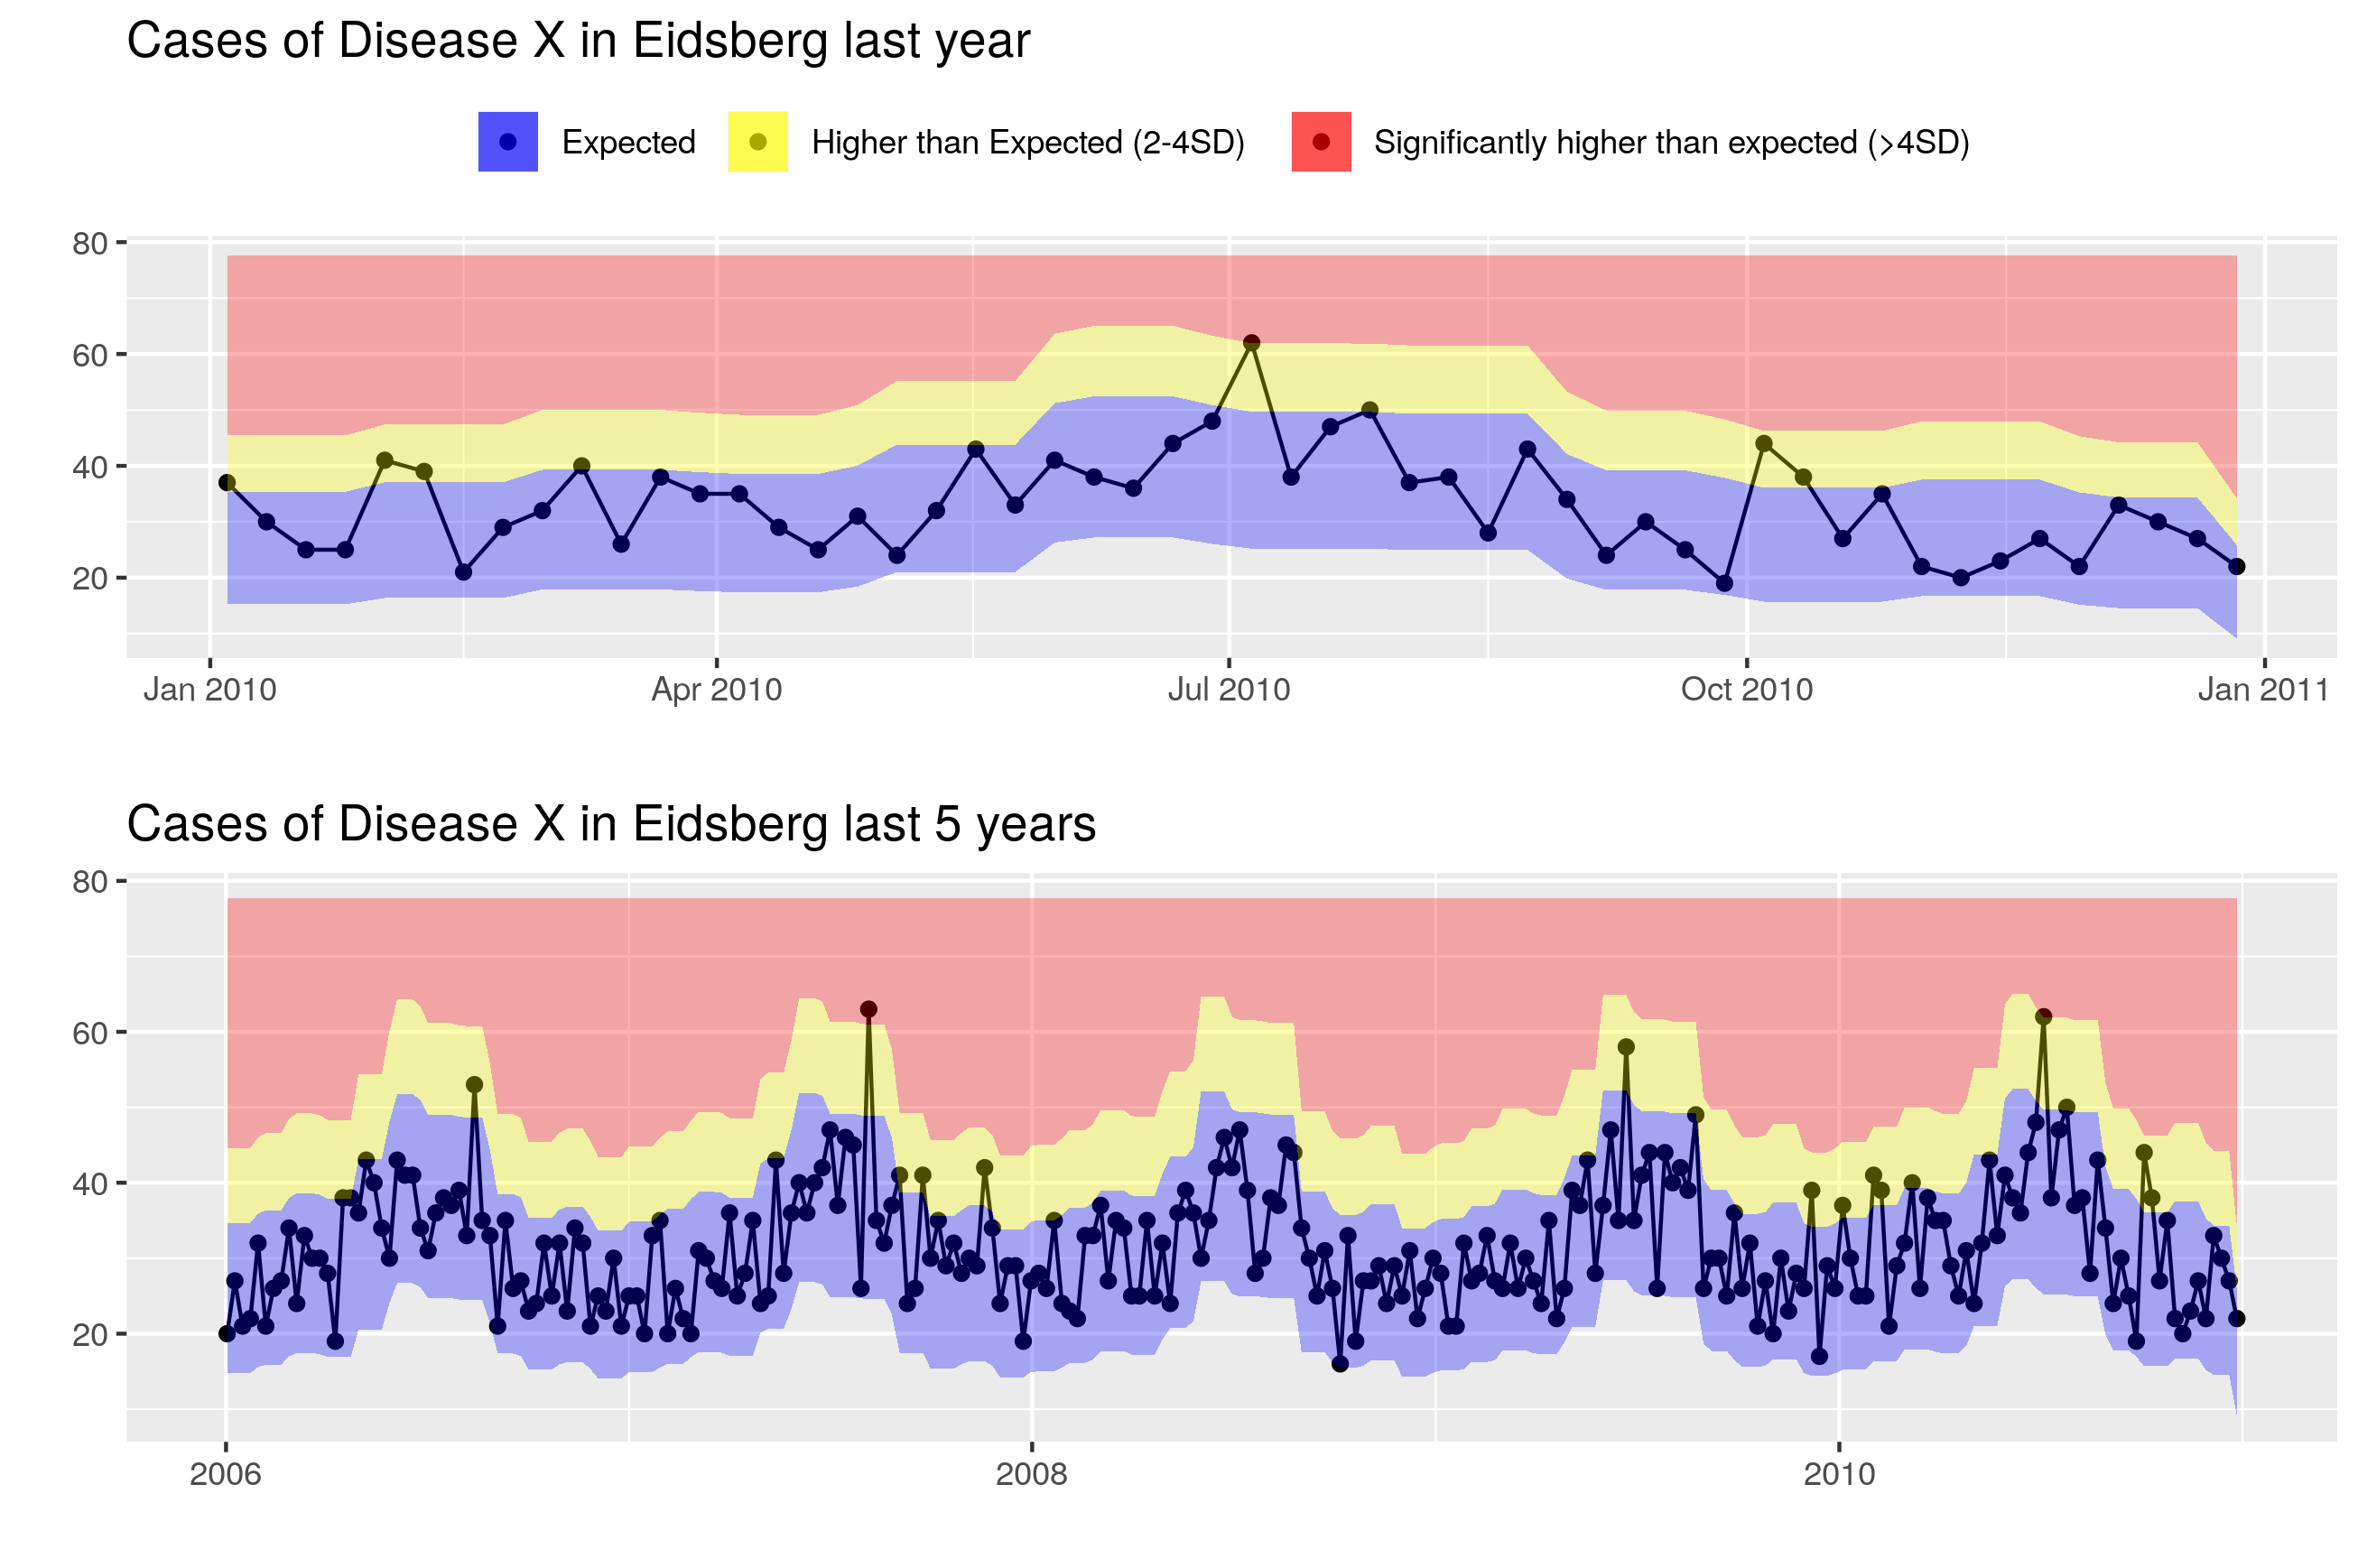 Cases of Disease X in Eidsberg last year
Expected Higher than Expected (2-4SD) Significantly higher than expected (>4SD)
80
60
40
20
Jan 2010 Apr 2010 Jul 2010 Oct 2010 Jan 2011
Cases of Disease X in Eidsberg last 5 years
80
60
40
20
2006 2008 2010